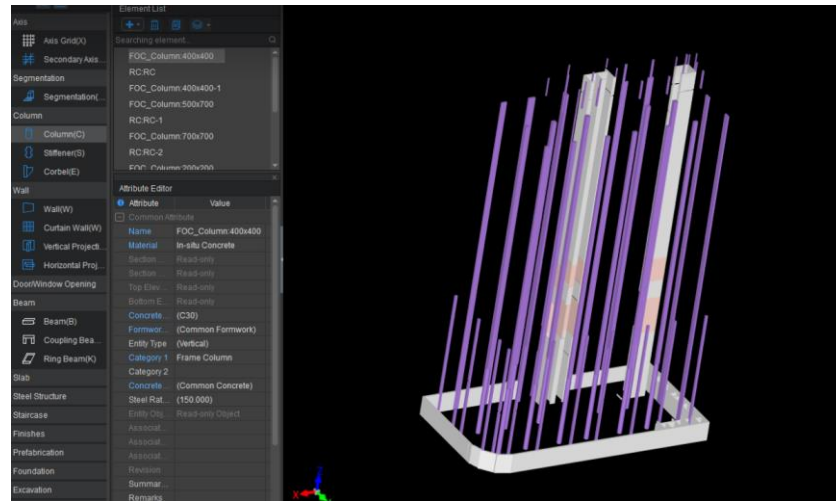 Element List
Axis
Axis Grid(X)
Secondary Axis...
Segmentation
Segmentation(...
Column
Column(C)
Stiffener(S)
Corbel(E)
Wall
Wall(W)
Curtain Wall(W)
Vertical Projecti...
Horizontal Proj...
Door/Window Opening
Beam
Beam(B)
Coupling Bea...
Ring Beam(K)
Slab
Steel Structure
Staircase
Finishes
Prefabrication
Foundation
Excavation
Searching element...
FOC_Column:400x400
RC:RC
FOC_Column:400x400-1
FOC_Column:500x700
RC:RC-1
FOC_Column:700x700
RC:RC-2
FOC_Column:200x200
Attribute Editor
Attribute Value
Common Attribute
Name FOC_Column:400x400
Material In-situ Concrete
Section ... Read-only
Section ... Read-only
Top Elev... Read-only
Bottom E... Read-only
Concrete... (C30)
Formwor... (Common Formwork)
Entity Type (Vertical)
Category 1 Frame Column
Category 2
Concrete... (Common Concrete)
Steel Rat... (150.000)
Entity Obj... Read-only Object
Associat...
Associat...
Associat...
Revision
Summar...
Remarks
Z
X